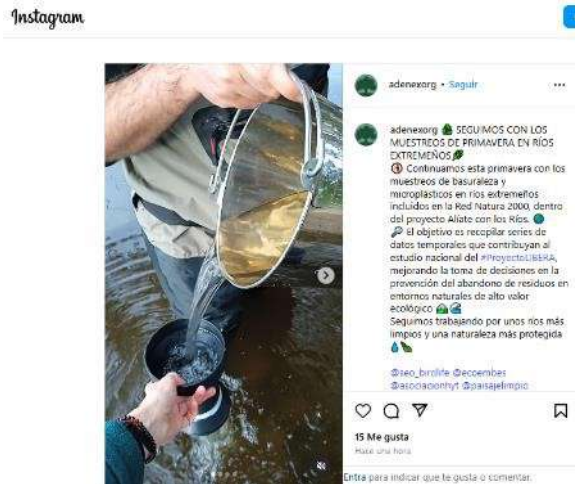 Instagram
adenexorg • Seguir
adenexorg SEGUIMOS CON LOS
MUESTREOS DE PRIMAVERA EN RÍOS
EXTREMEÑOS
Continuamos esta primavera con los
muestreos de basuraleza y
microplásticos en ríos extremeños
incluidos en la Red Natura 2000, dentro
del proyecto Alíate con los Ríos.
El objetivo es recopilar series de
datos temporales que contribuyan al
estudio nacional del #ProyectoLIBERA,
mejorando la toma de decisiones en la
prevención del abandono de residuos en
entornos naturales de alto valor
ecológico
Seguimos trabajando por unos ríos más
limpios y una naturaleza más protegida
@seo_birdlife @ecoembes
@asociacionhyt @paisajelimpio
15 Me gusta
Hace una hora
Entra para indicar que te gusta o comentar.